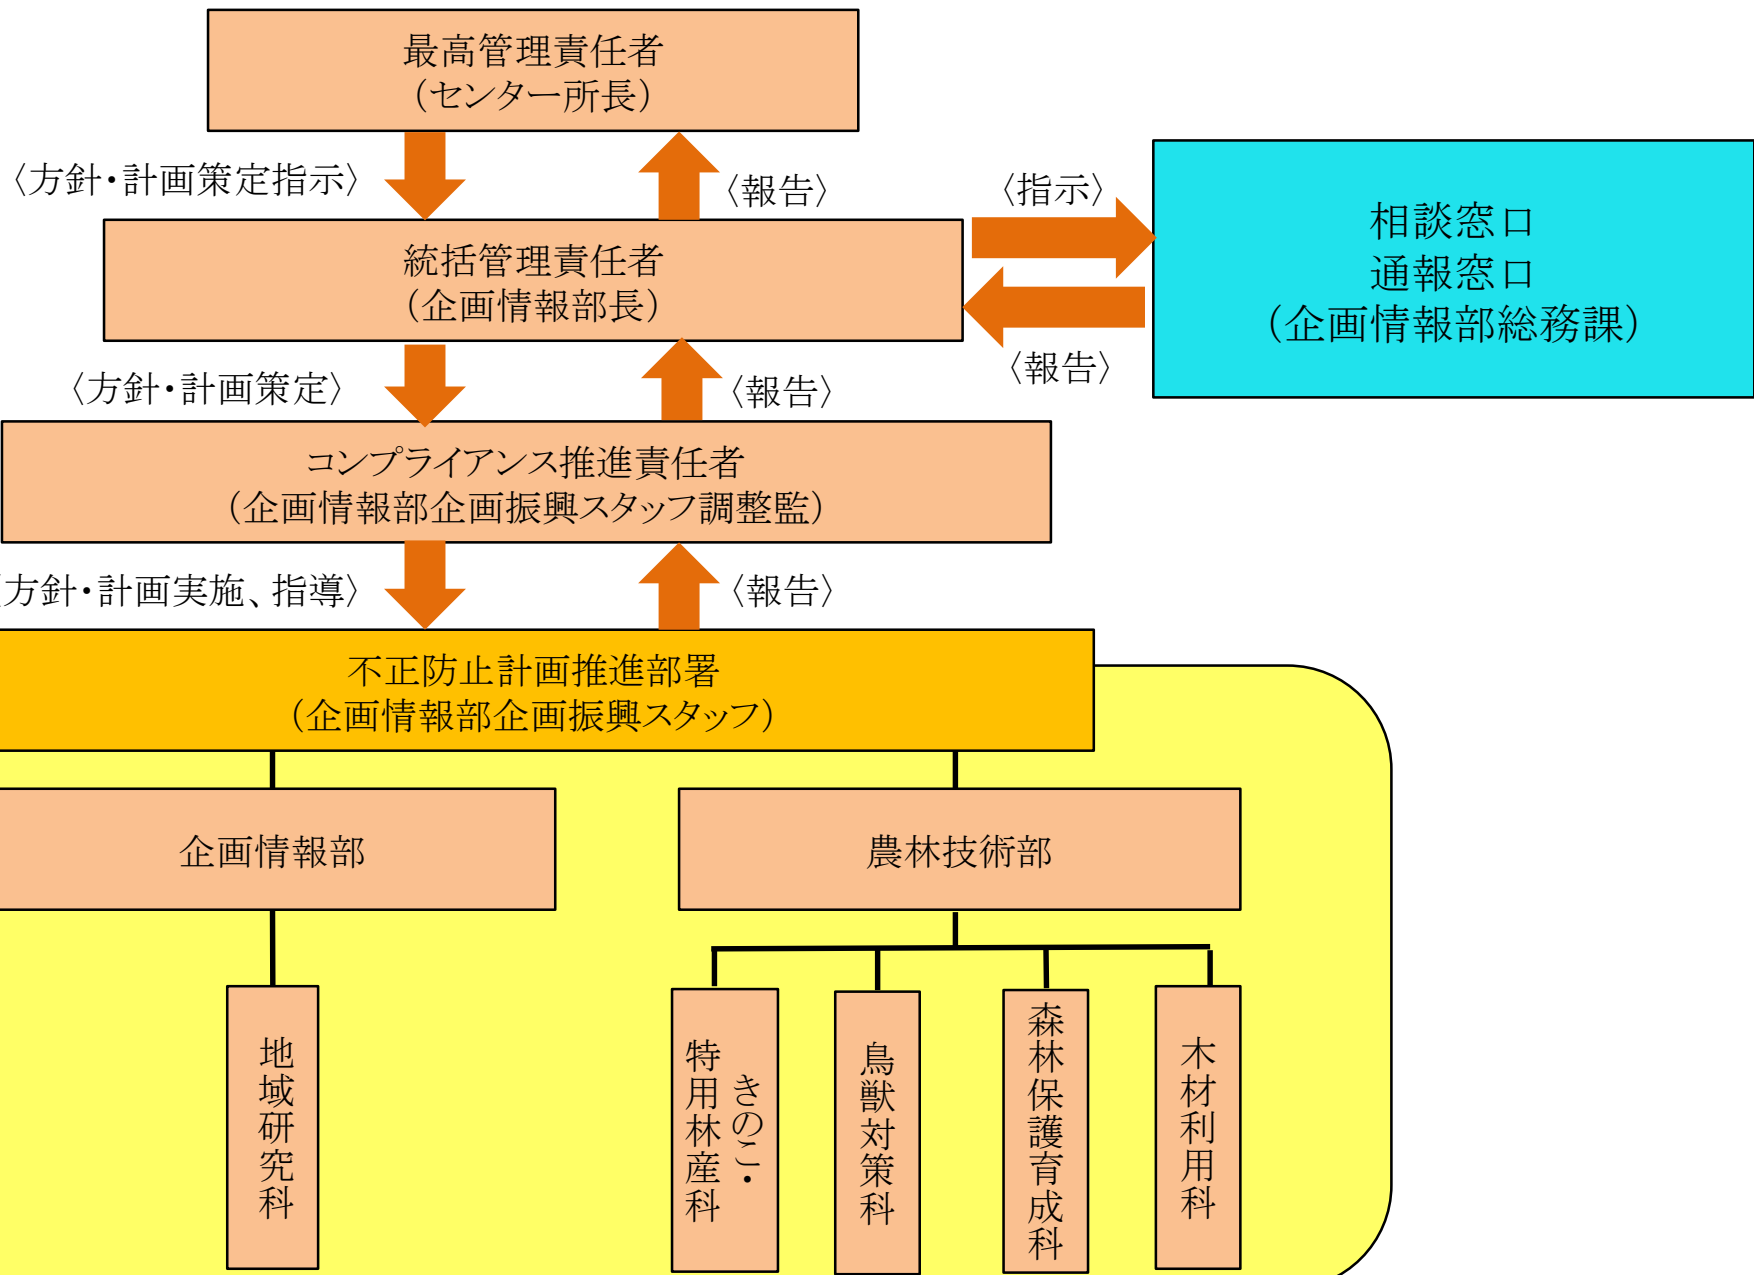 最高管理責任者
（センター所長）
〈方針・計画策定指示〉
〈報告〉
〈指示〉
相談窓口
通報窓口
（企画情報部総務課）
統括管理責任者
（企画情報部長）
〈報告〉
〈方針・計画策定〉
〈報告〉
コンプライアンス推進責任者
（企画情報部企画振興スタッフ調整監）
〈方針・計画実施、指導〉
〈報告〉
不正防止計画推進部署
（企画情報部企画振興スタッフ）
企画情報部
農林技術部
地域研究科
きのこ・
特用林産科
鳥獣対策科
森林保護育成科
木材利用科